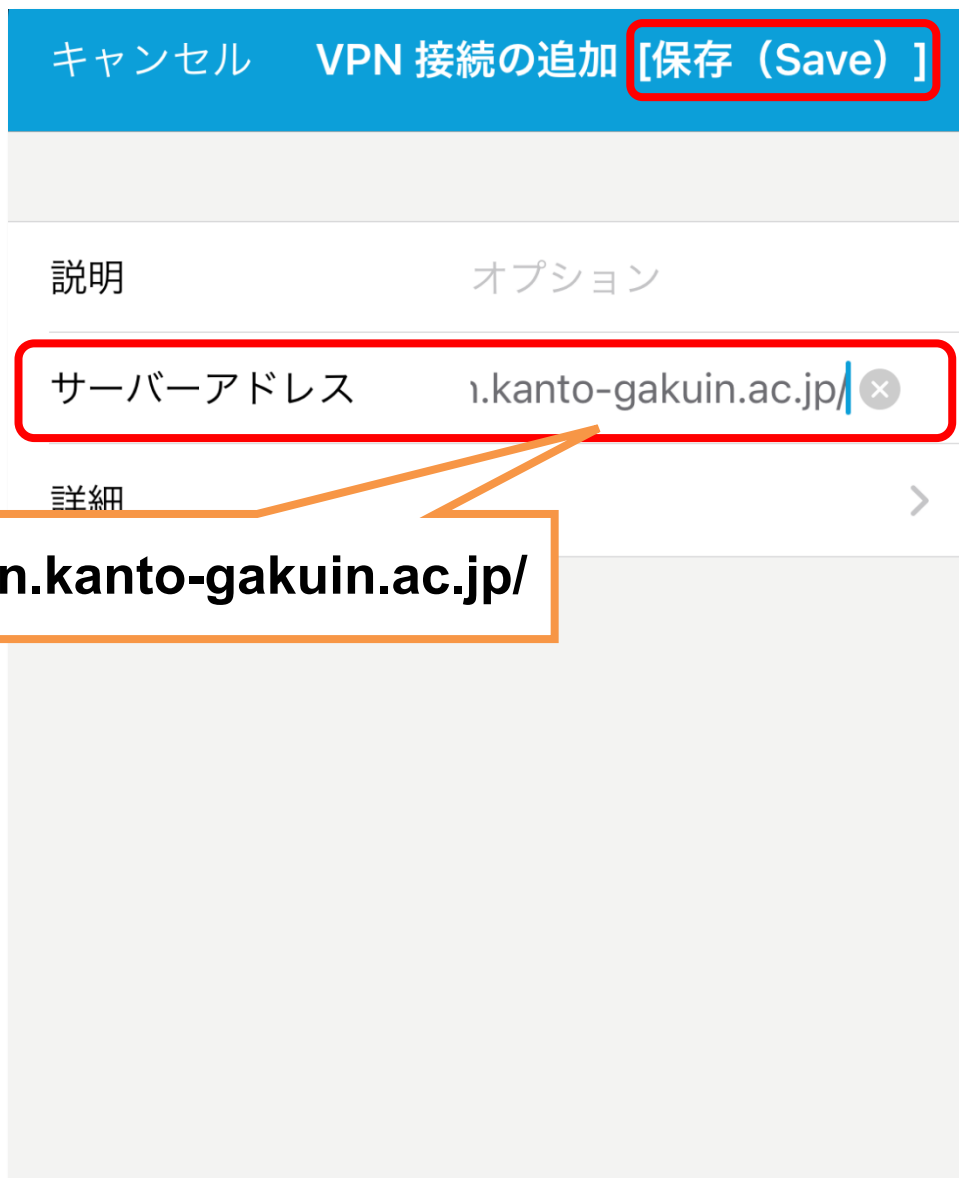 キャンセル VPN 接続の追加 [保存（Save）]
説明 オプション
サーバーアドレス .kanto-gakuin.ac.jp/
詳細
n.kanto-gakuin.ac.jp/